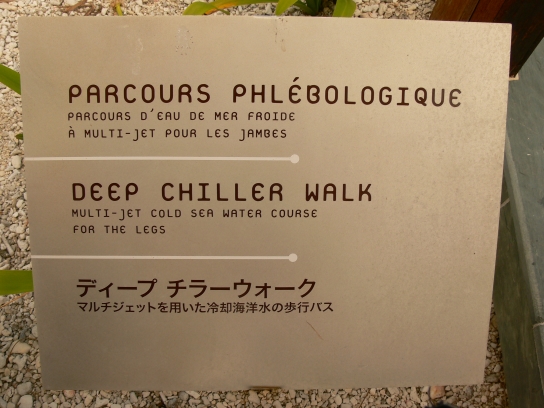 PARCOURS PHLÉBOLOGIQUE
PARCOURS D'EAU DE MER FROIDE
À MULTI-JET POUR LES JAMBES
DEEP CHILLER WALK
MULTI-JET COLD SEA WATER COURSE
FOR THE LEGS
ディープ チラーウォーク
マルチジェットを用いた冷却海洋水の歩行バス